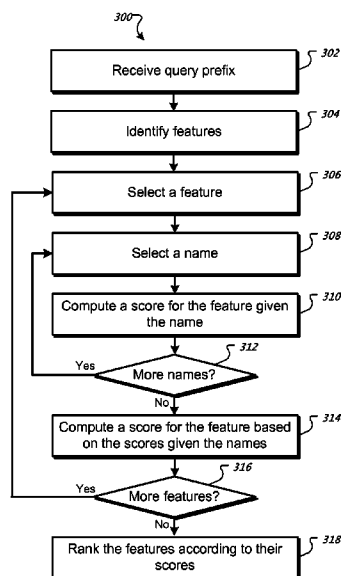 300
302
Receive query prefix
304
Identify features
306
Select a feature
308
Select a name
310
Compute a score for the feature given
the name
312
Yes
More names?
No
314
Compute a score for the feature based
on the scores given the names
316
Yes
More features?
No
318
Rank the features according to their
scores